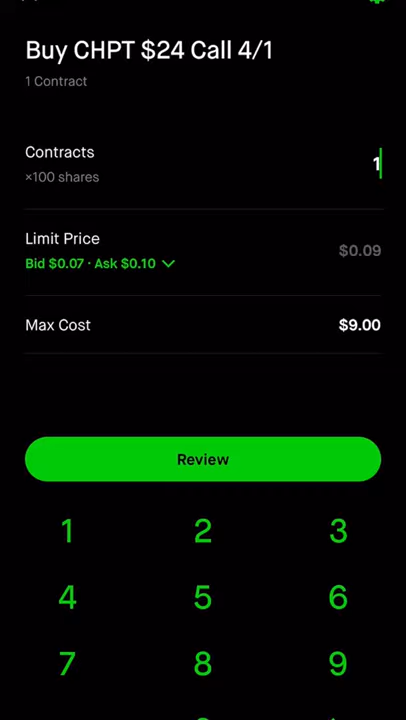 Buy CHPT $24 Call 4/1
1 Contract
Contracts
1
×100 shares
Limit Price
$0.09
Bid $0.07 · Ask $0.10
Max Cost
$9.00
Review
1 2 3
4 5 6
7 8 9